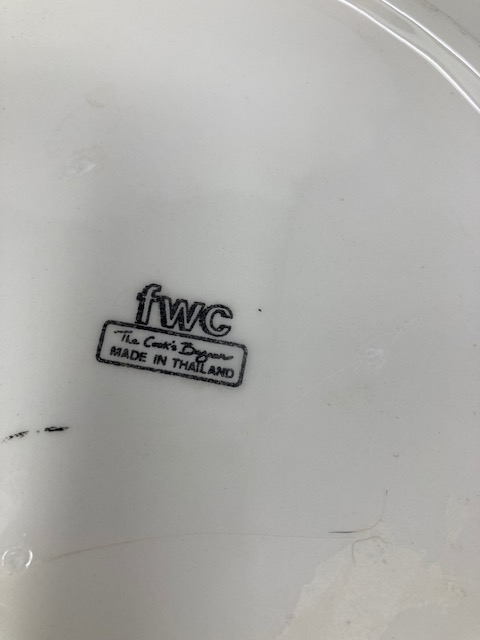 fwc
The Cook's Bazaar
MADE IN THAILAND